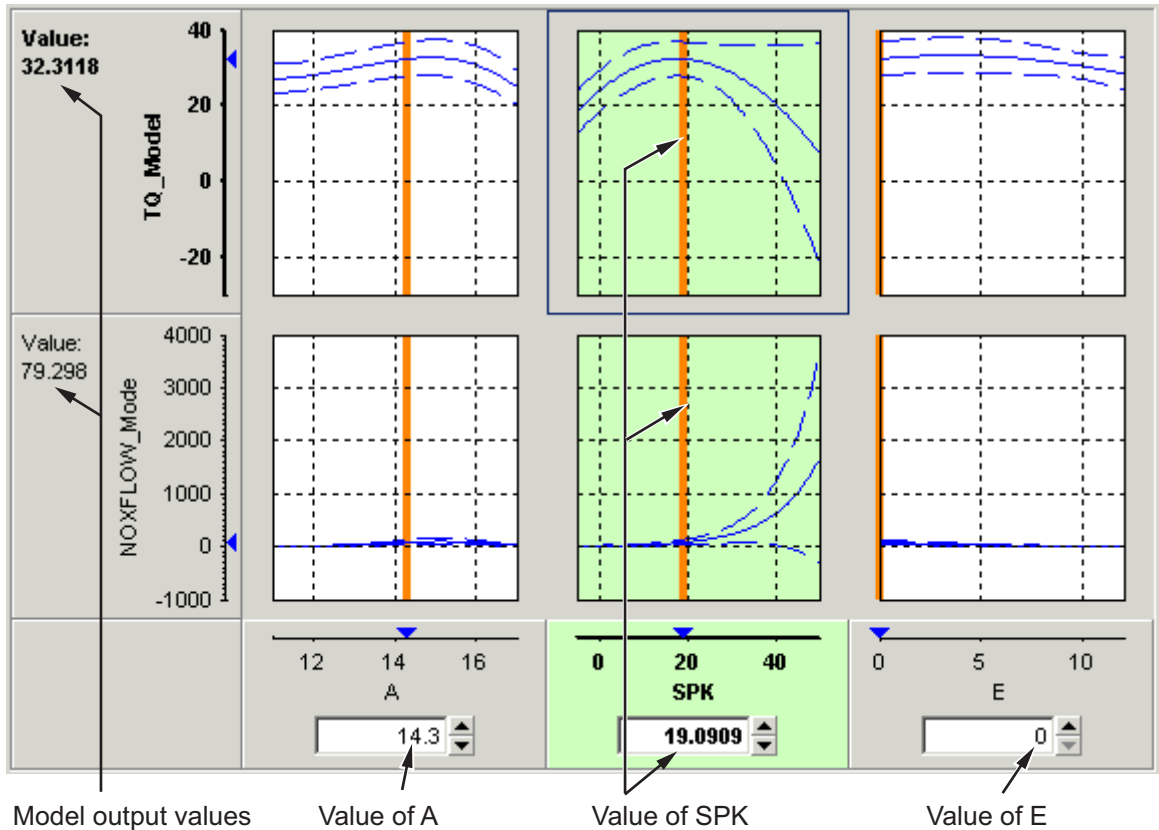 Value:
32.3118
TQ_Model
40
20
0
-20
Value:
79.298
NOXFLOW_Mode
4000
3000
2000
1000
0
-1000
12 14 16
A
14.3
0 20 40
SPK
19.0909
0 5 10
E
0
Model output values
Value of A
Value of SPK
Value of E